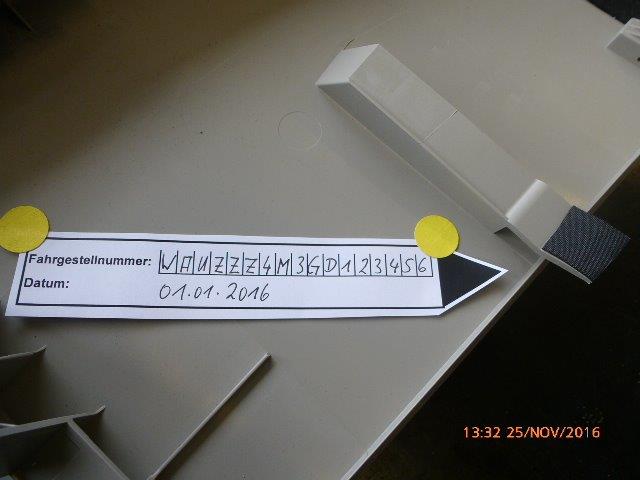 Fahrgestellnummer: WAUZZZ4M3GD123456
Datum: 01.01.2016
13:32 25/NOV/2016